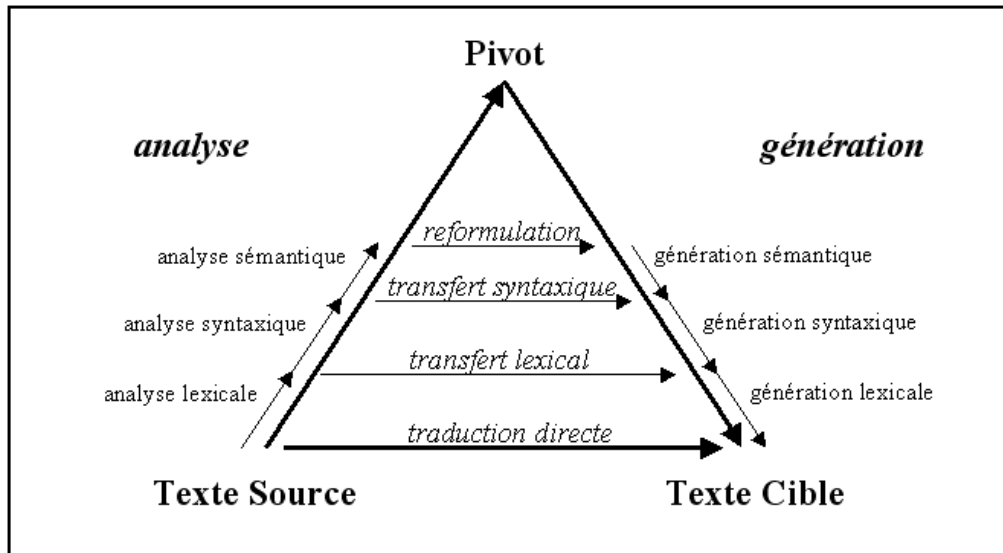 Pivot
analyse
génération
reformulation
analyse sémantique
génération sémantique
transfert syntaxique
analyse syntaxique
génération syntaxique
transfert lexical
analyse lexicale
génération lexicale
traduction directe
Texte Source
Texte Cible